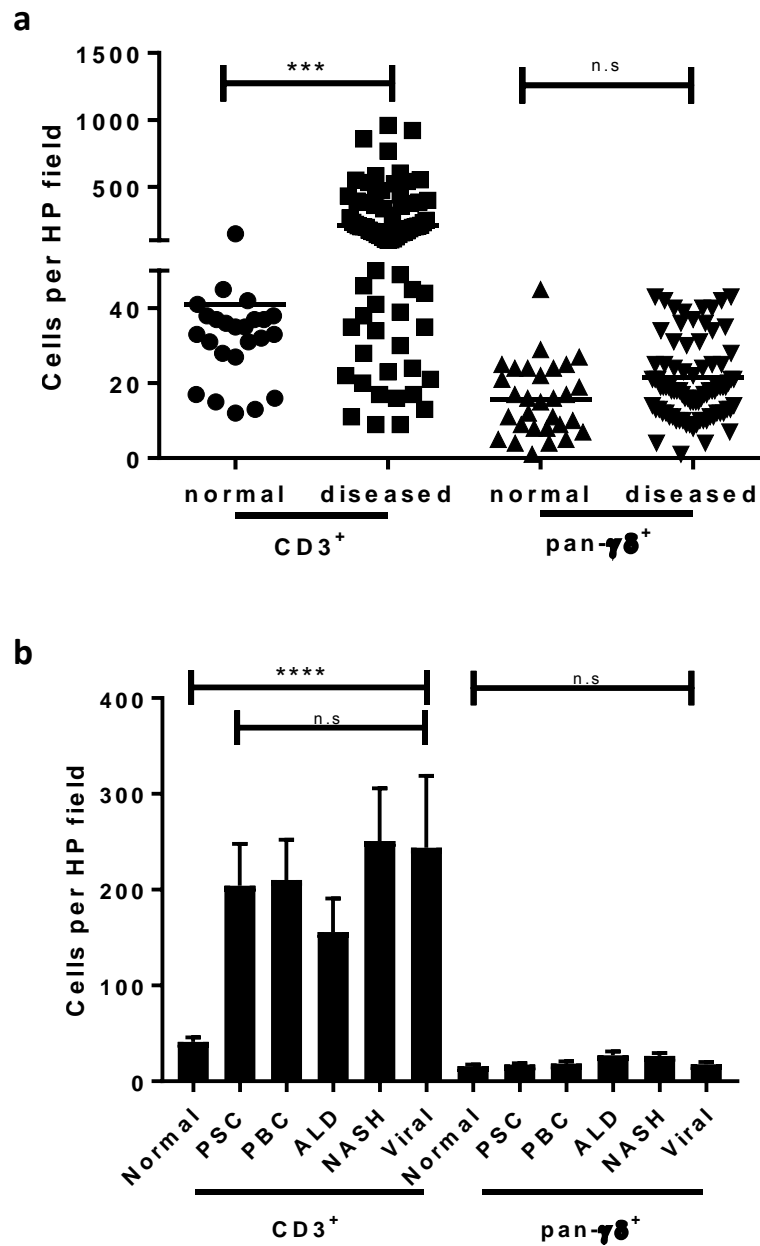 a
Cells per HP field
1500
1000
500
40
20
0
***
n.s
normal
diseased
normal
diseased
CD3+
pan-γδ+
b
Cells per HP field
400
300
200
100
0
****
n.s
n.s
Normal
PSC
PBC
ALD
NASH
Viral
Normal
PSC
PBC
ALD
NASH
Viral
CD3+
pan-γδ+